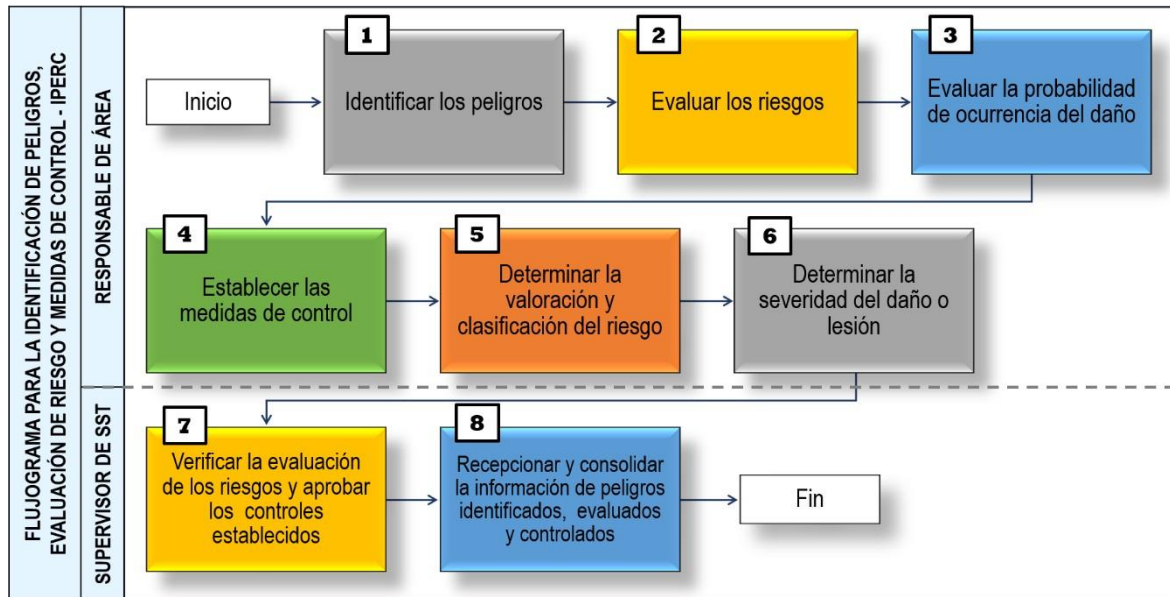 FLUJOGRAMA PARA LA IDENTIFICACIÓN DE PELIGROS,
EVALUACIÓN DE RIESGO Y MEDIDAS DE CONTROL - IPERC
RESPONSABLE DE ÁREA
Inicio
1
Identificar los peligros
2
Evaluar los riesgos
3
Evaluar la probabilidad
de ocurrencia del daño
4
Establecer las
medidas de control
5
Determinar la
valoración y
clasificación del riesgo
6
Determinar la
severidad del daño o
lesión
SUPERVISOR DE SST
7
Verificar la evaluación
de los riesgos y aprobar
los controles
establecidos
8
Recepcionar y consolidar
la información de peligros
identificados, evaluados
y controlados
Fin